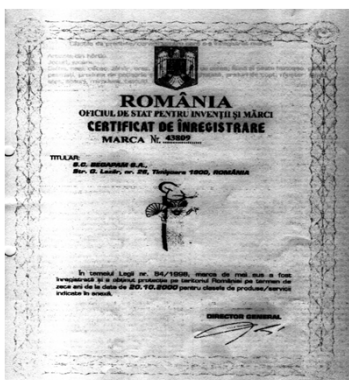 ROMÂNIA
OFICIUL DE STAT PENTRU INVENȚII ȘI MĂRCI
CERTIFICAT DE ÎNREGISTRARE
MARCA Nr. 43809
TITULAR:
S.C. S.A.,
Str. G. Lazăr, nr. 28, Timișoara 1900, ROMÂNIA
În temeiul Legii nr. 84/1998, marca de mai sus a fost
înregistrată și a obținut protecția pe teritoriul României pe termen de
zece ani de la data de 20.10.2000 pentru clasele de produse/servicii
indicate în anexă.
DIRECTOR GENERAL